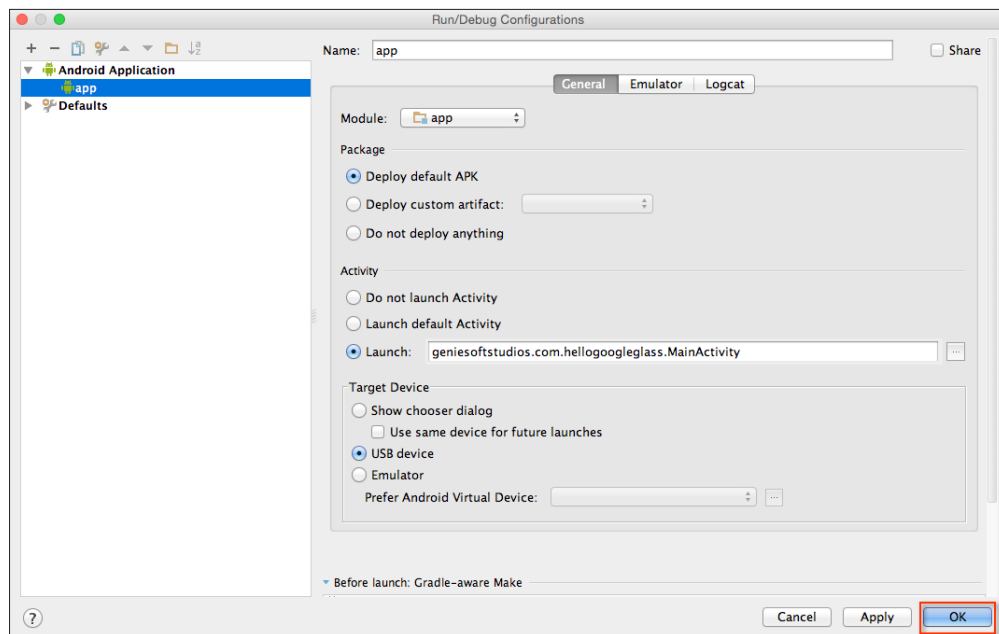 Run/Debug Configurations
Name: app Share
Android Application
app
Defaults
General Emulator Logcat
Module: app
Package
Deploy default APK
Deploy custom artifact:
Do not deploy anything
Activity
Do not launch Activity
Launch default Activity
Launch: geniesoftstudios.com.hellogoogleglass.MainActivity ...
Target Device
Show chooser dialog
Use same device for future launches
USB device
Emulator
Prefer Android Virtual Device: ...
Before launch: Gradle-aware Make
? Cancel Apply OK